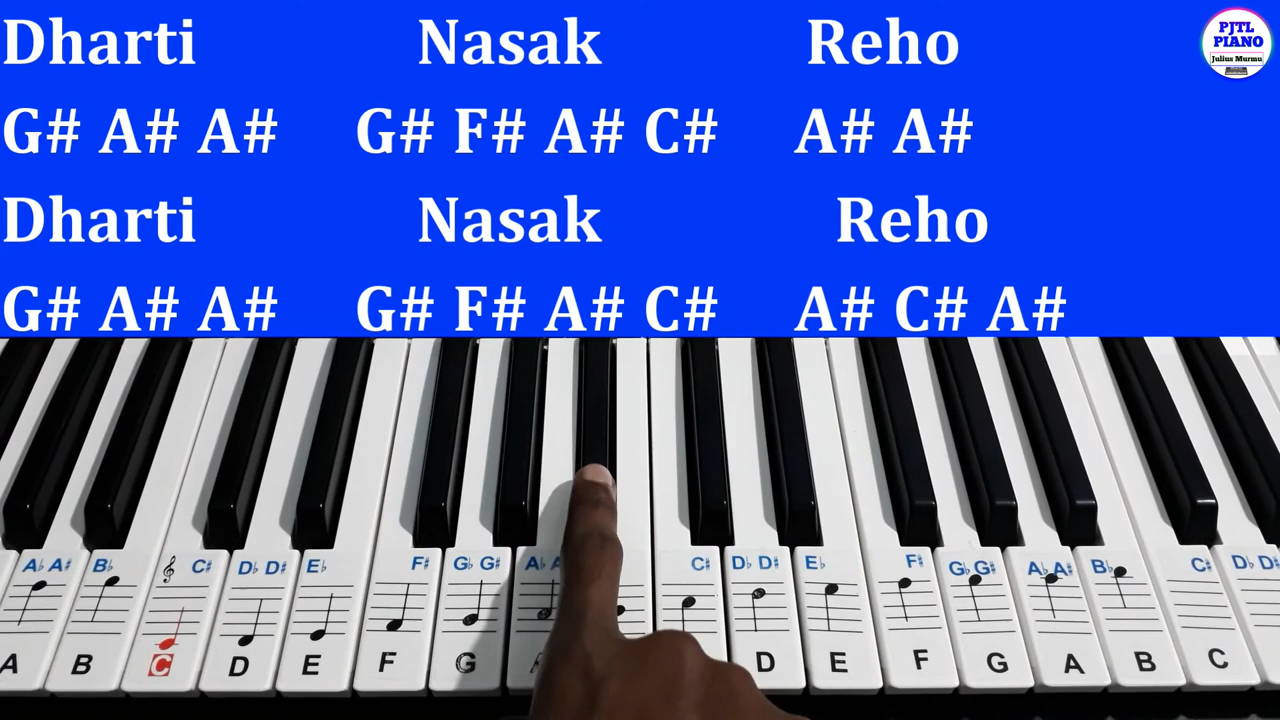 Dharti Nasak Reho
G# A# A# G# F# A# C# A# A#
Dharti Nasak Reho
G# A# A# G# F# A# C# A# C# A#
PJTL
PIANO
Julius Murmu
A♭ A♯ B♭ C♯ D♭ D♯ E♭ F♯ G♭ G♯ A♭ C♯ D♭ D♯ E♭ F♯ G♭ G♯ A♭ A♯ B♭ C♯ D♭
A B C D E F G D E F G A B C